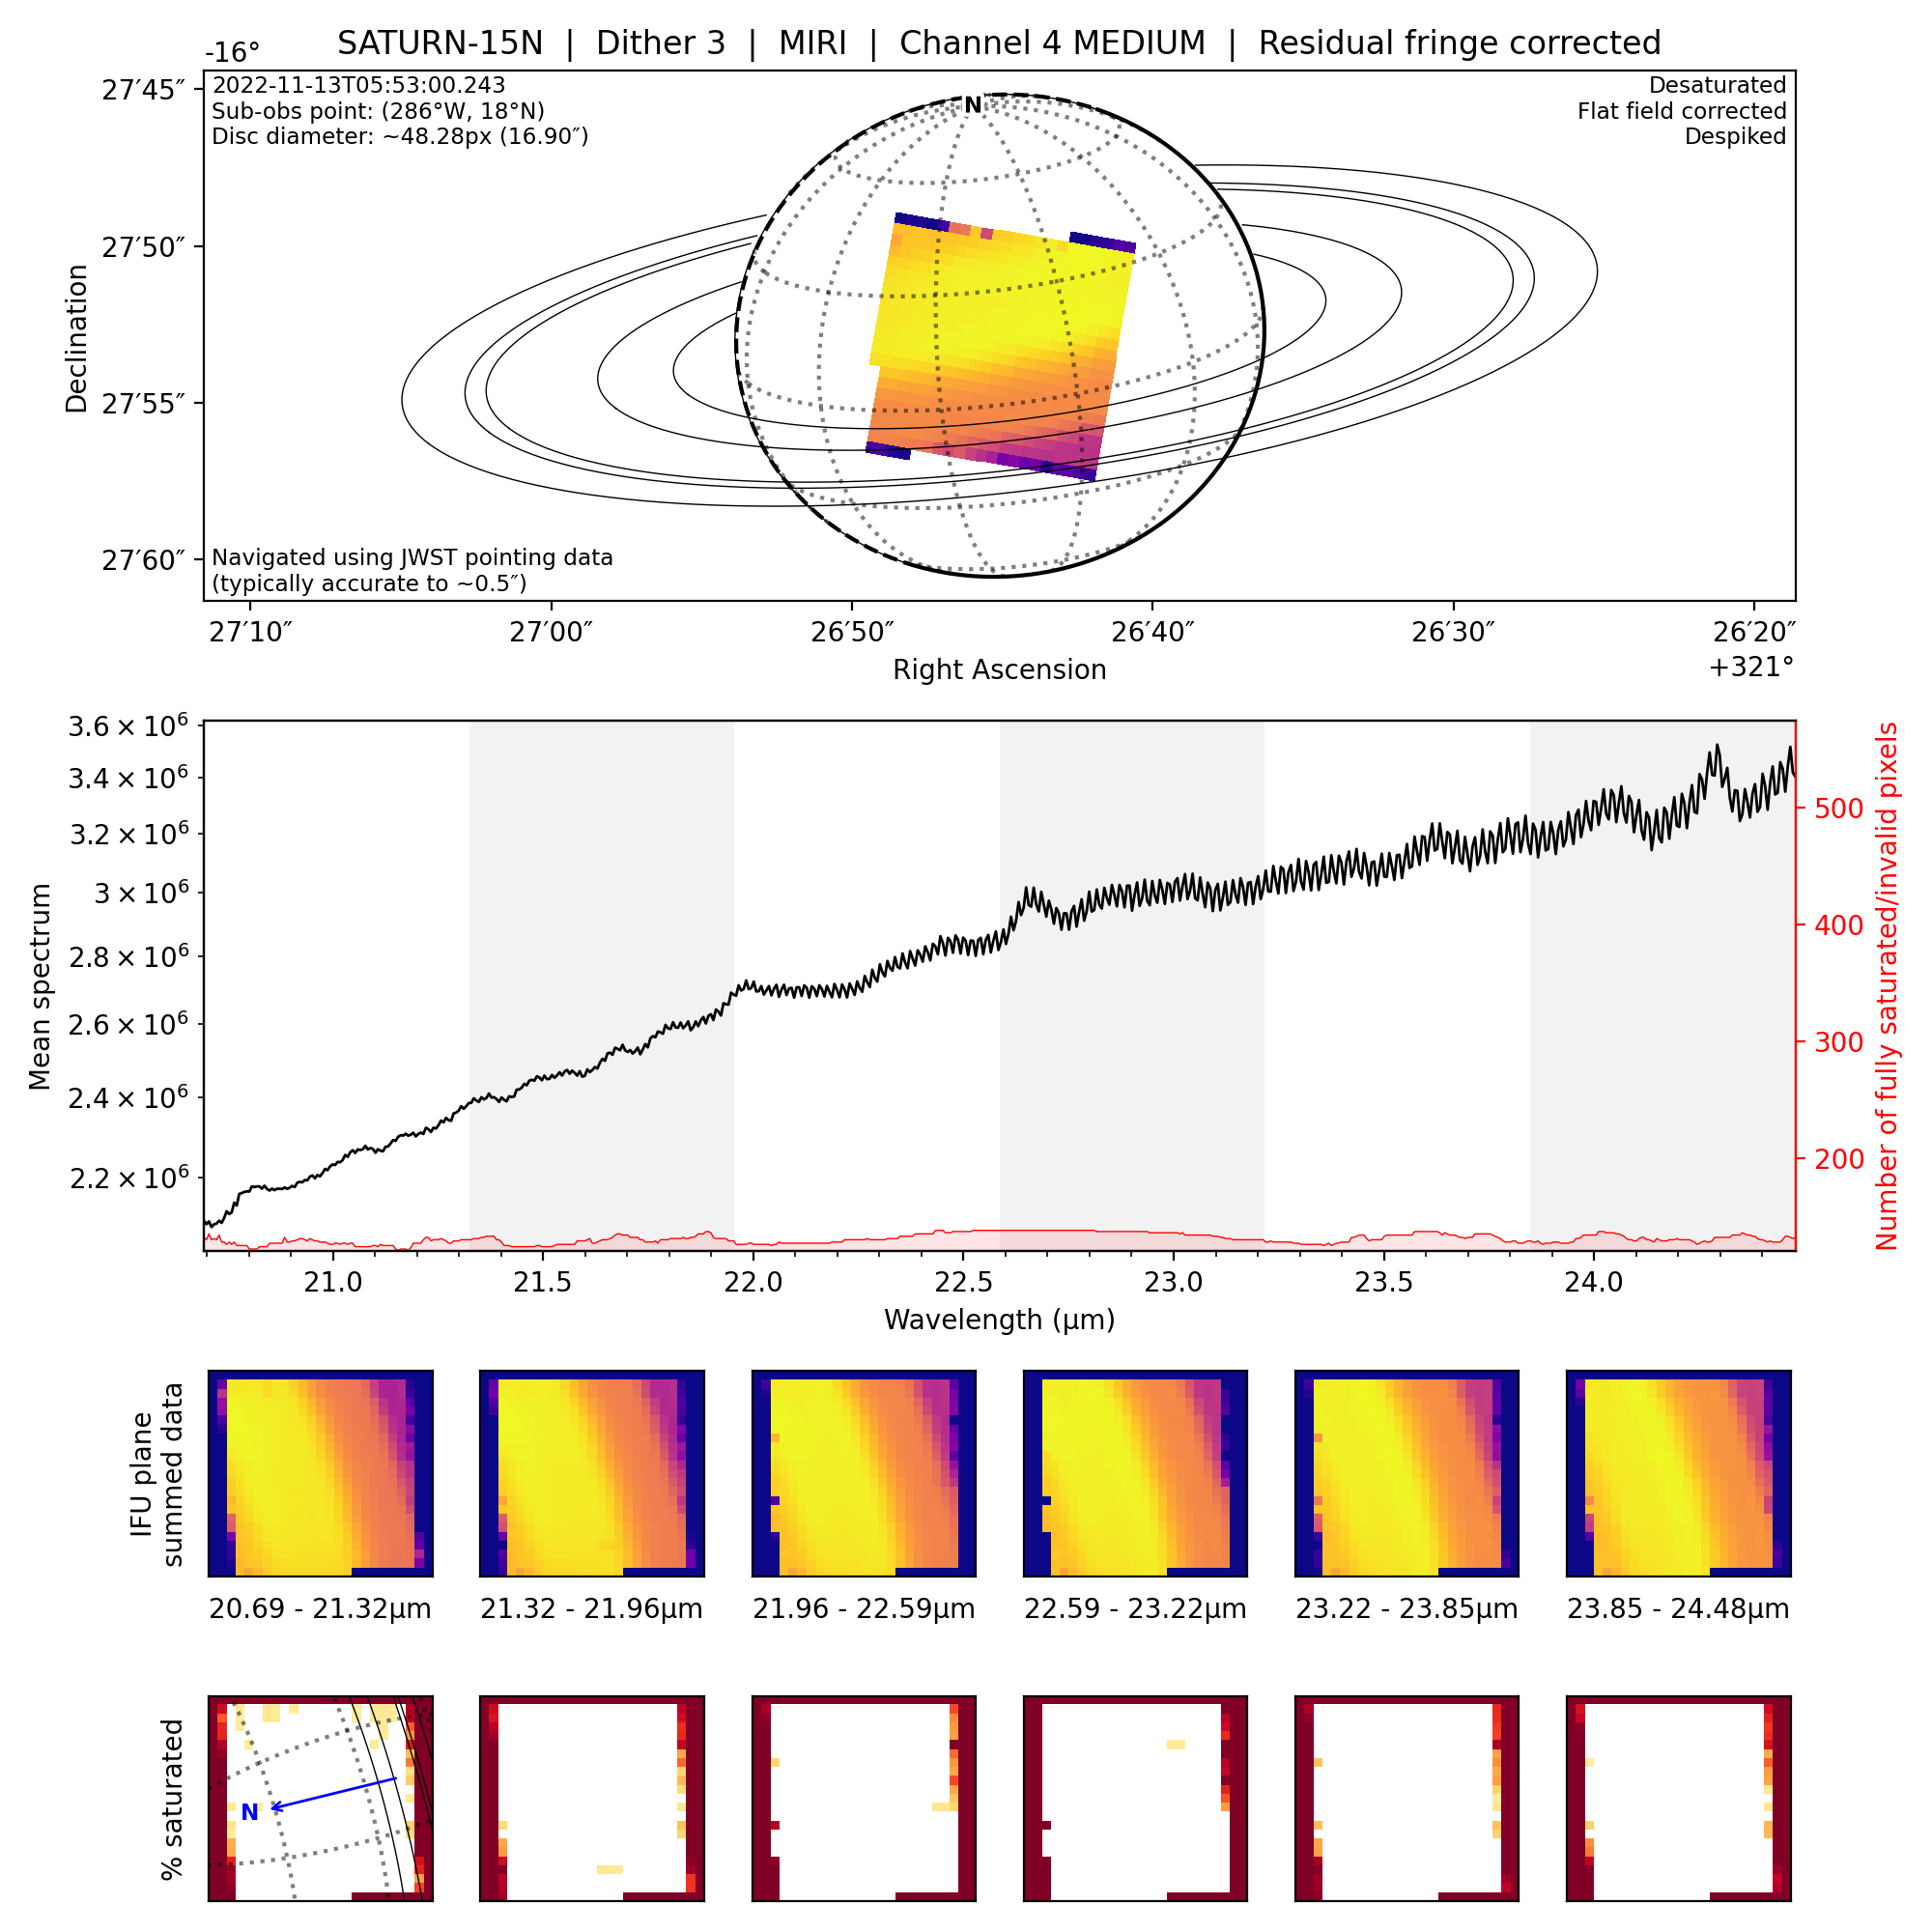 SATURN-15N | Dither 3 | MIRI | Channel 4 MEDIUM | Residual fringe corrected
-16°
2022-11-13T05:53:00.243
Sub-obs point: (286°W, 18°N)
Disc diameter: ~48.28px (16.90″)
Desaturated
Flat field corrected
Despiked
N
27′45″
27′50″
27′55″
27′60″
Declination
Navigated using JWST pointing data
(typically accurate to ~0.5″)
27′10″ 27′00″ 26′50″ 26′40″ 26′30″ 26′20″
Right Ascension
+321°
3.6 × 10⁶
3.4 × 10⁶
3.2 × 10⁶
3 × 10⁶
2.8 × 10⁶
2.6 × 10⁶
2.4 × 10⁶
2.2 × 10⁶
Mean spectrum
500
400
300
200
Number of fully saturated/invalid pixels
21.0 21.5 22.0 22.5 23.0 23.5 24.0
Wavelength (µm)
IFU plane
summed data
20.69 - 21.32µm 21.32 - 21.96µm 21.96 - 22.59µm 22.59 - 23.22µm 23.22 - 23.85µm 23.85 - 24.48µm
% saturated
N